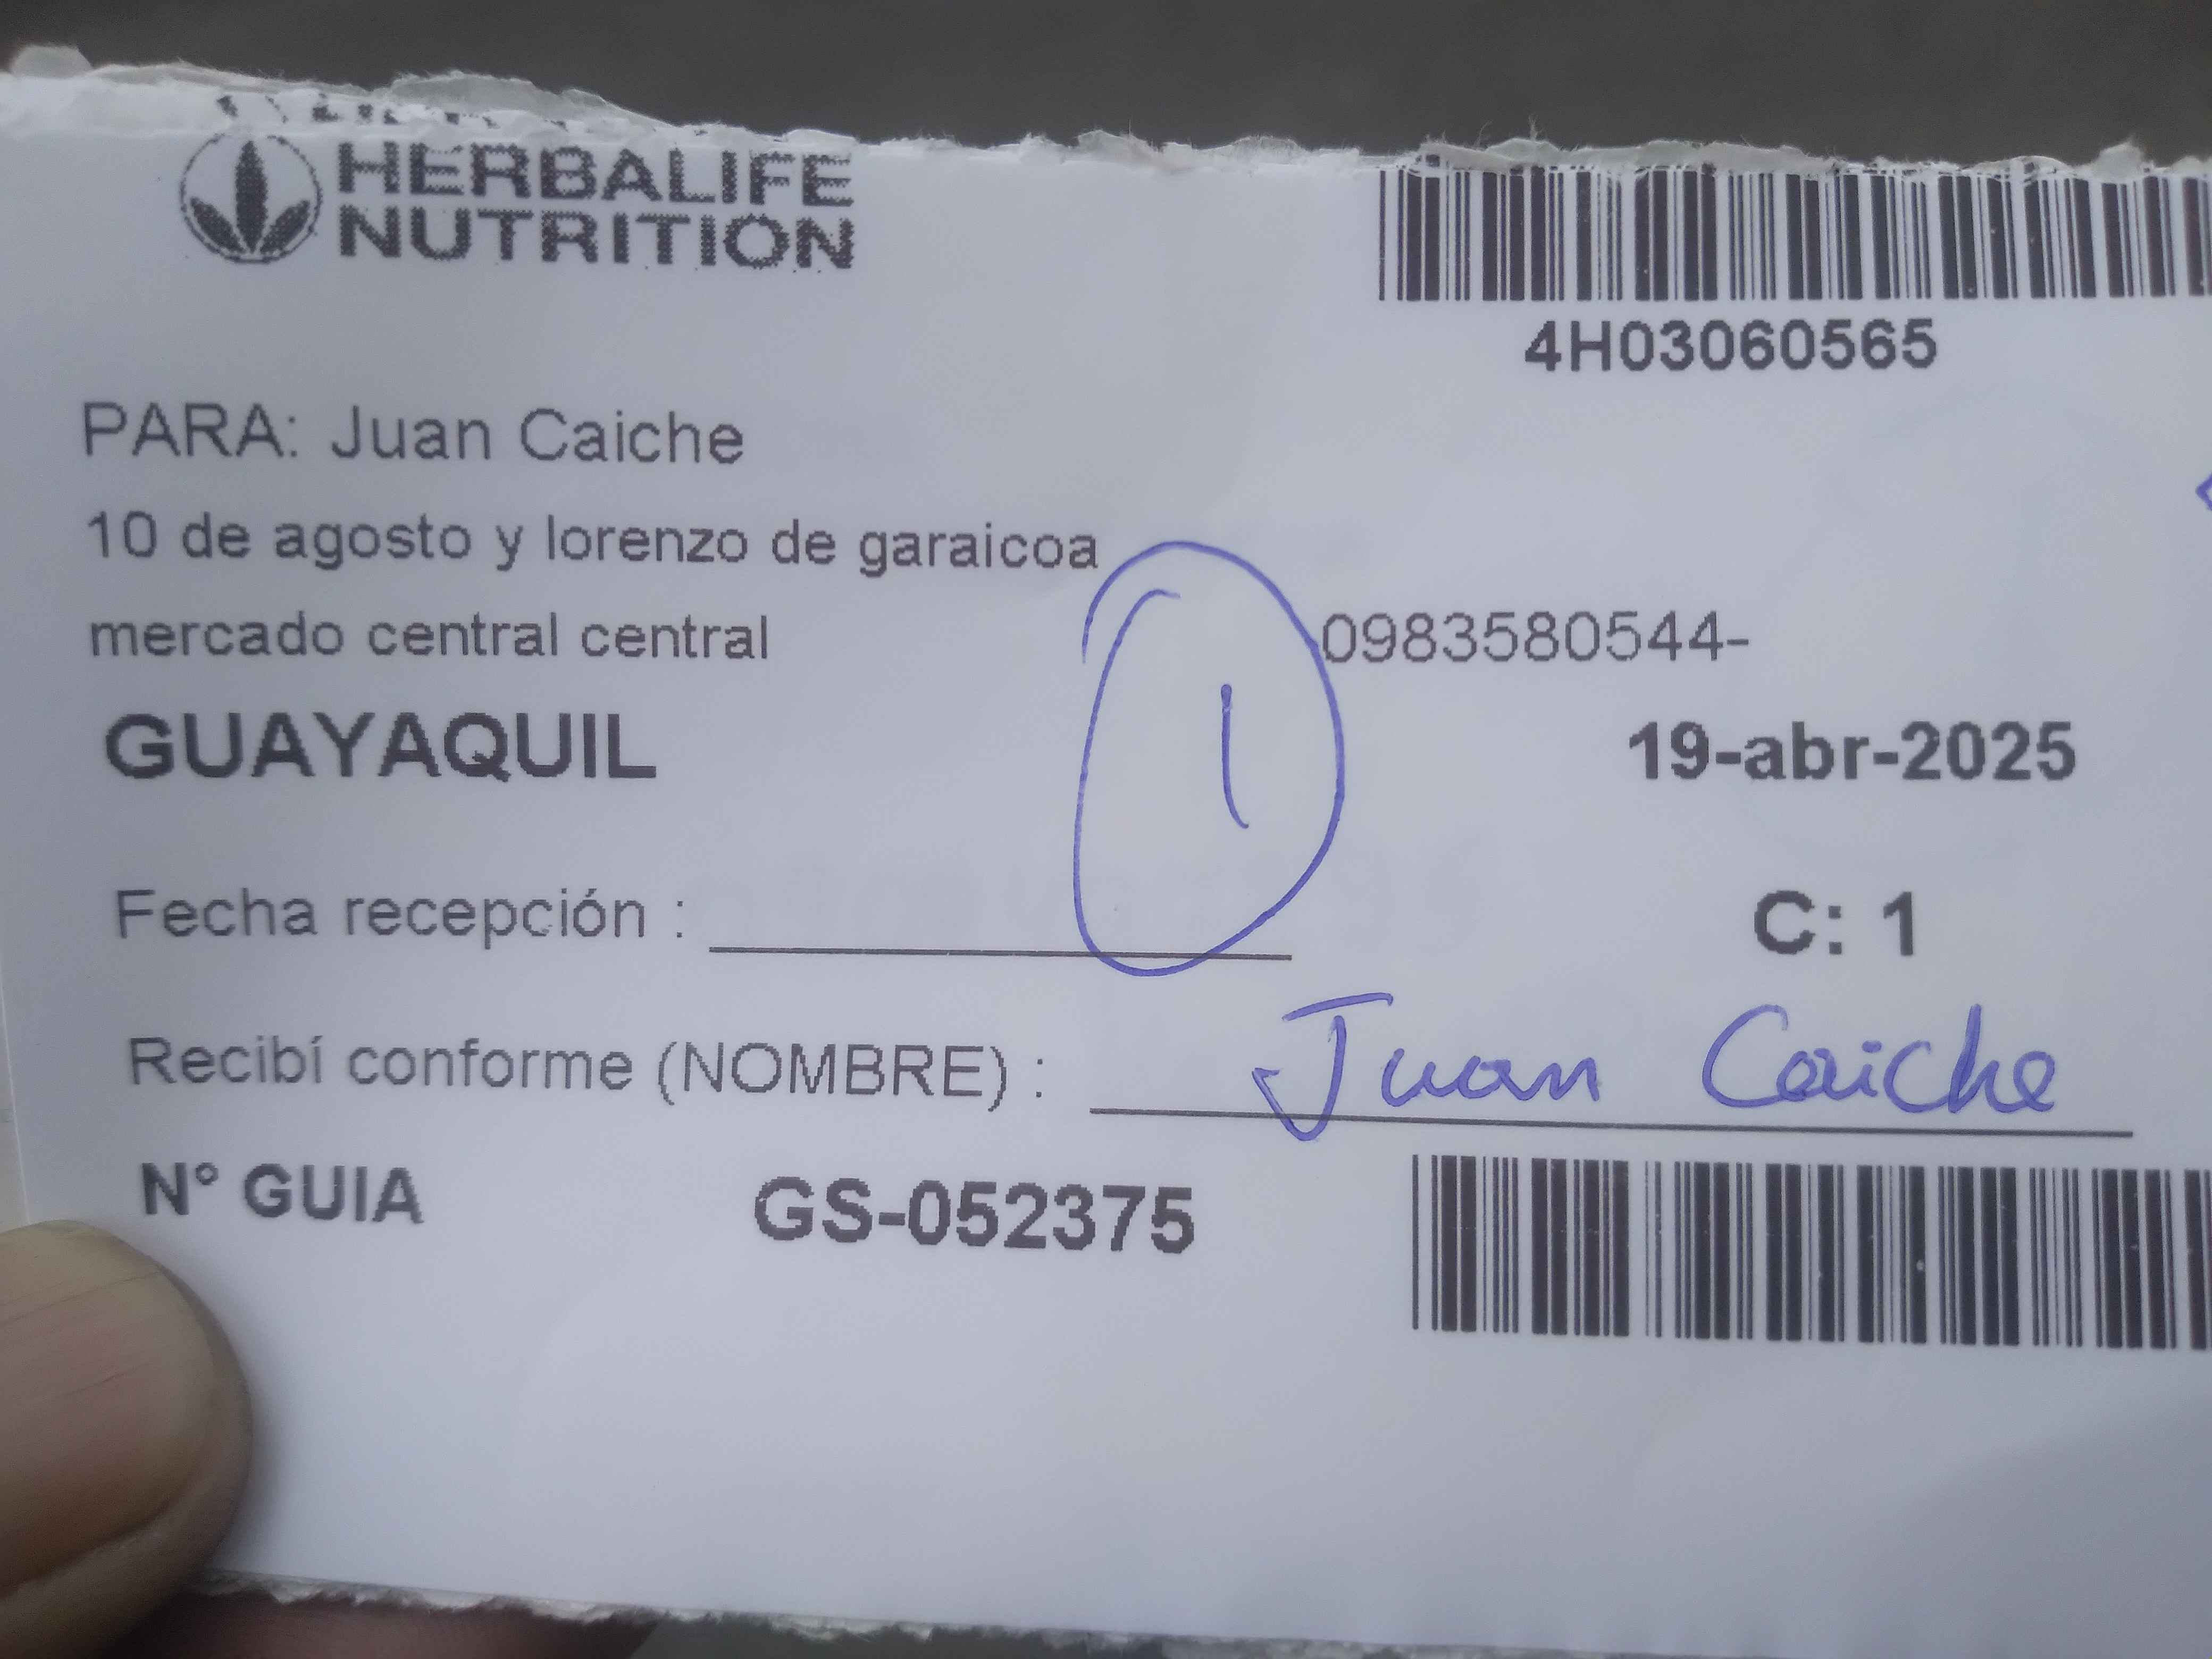 HERBALIFE
NUTRITION
4H03060565
PARA: Juan Caiche
10 de agosto y lorenzo de garaicoa
mercado central central 0983580544-
GUAYAQUIL 19-abr-2025
1
Fecha recepción : C: 1
Recibí conforme (NOMBRE) : Juan Caiche
N° GUIA GS-052375